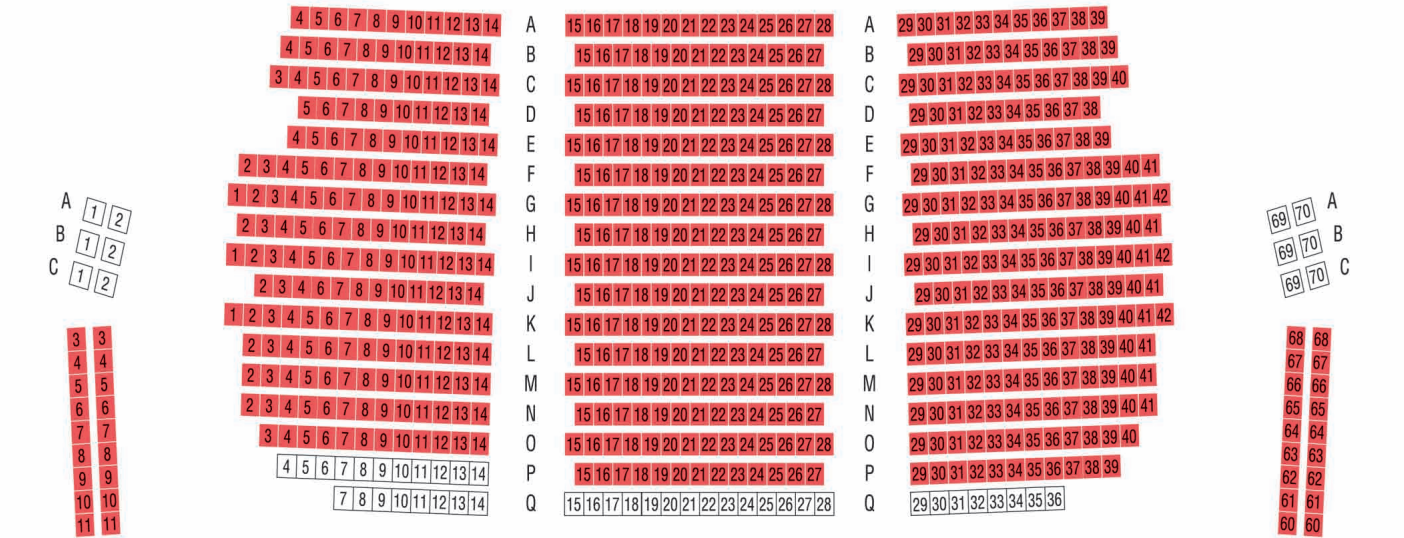 4 5 6 7 8 9 10 11 12 13 14 A 15 16 17 18 19 20 21 22 23 24 25 26 27 28 A 29 30 31 32 33 34 35 36 37 38 39
4 5 6 7 8 9 10 11 12 13 14 B 15 16 17 18 19 20 21 22 23 24 25 26 27 B 29 30 31 32 33 34 35 36 37 38 39
3 4 5 6 7 8 9 10 11 12 13 14 C 15 16 17 18 19 20 21 22 23 24 25 26 27 28 C 29 30 31 32 33 34 35 36 37 38 39 40
5 6 7 8 9 10 11 12 13 14 D 15 16 17 18 19 20 21 22 23 24 25 26 27 D 29 30 31 32 33 34 35 36 37 38
4 5 6 7 8 9 10 11 12 13 14 E 15 16 17 18 19 20 21 22 23 24 25 26 27 28 E 29 30 31 32 33 34 35 36 37 38 39
2 3 4 5 6 7 8 9 10 11 12 13 14 F 15 16 17 18 19 20 21 22 23 24 25 26 27 F 29 30 31 32 33 34 35 36 37 38 39 40 41
A 1 2 1 2 3 4 5 6 7 8 9 10 11 12 13 14 G 15 16 17 18 19 20 21 22 23 24 25 26 27 28 G 29 30 31 32 33 34 35 36 37 38 39 40 41 42 69 70 A
B 1 2 2 3 4 5 6 7 8 9 10 11 12 13 14 H 15 16 17 18 19 20 21 22 23 24 25 26 27 H 29 30 31 32 33 34 35 36 37 38 39 40 41 69 70 B
C 1 2 1 2 3 4 5 6 7 8 9 10 11 12 13 14 I 15 16 17 18 19 20 21 22 23 24 25 26 27 28 I 29 30 31 32 33 34 35 36 37 38 39 40 41 42 69 70 C
2 3 4 5 6 7 8 9 10 11 12 13 14 J 15 16 17 18 19 20 21 22 23 24 25 26 27 J 29 30 31 32 33 34 35 36 37 38 39 40 41
1 2 3 4 5 6 7 8 9 10 11 12 13 14 K 15 16 17 18 19 20 21 22 23 24 25 26 27 28 K 29 30 31 32 33 34 35 36 37 38 39 40 41 42
3 3 2 3 4 5 6 7 8 9 10 11 12 13 14 L 15 16 17 18 19 20 21 22 23 24 25 26 27 L 29 30 31 32 33 34 35 36 37 38 39 40 41 68 68
4 4 67 67
5 5 2 3 4 5 6 7 8 9 10 11 12 13 14 M 15 16 17 18 19 20 21 22 23 24 25 26 27 28 M 29 30 31 32 33 34 35 36 37 38 39 40 41 66 66
6 6 2 3 4 5 6 7 8 9 10 11 12 13 14 N 15 16 17 18 19 20 21 22 23 24 25 26 27 N 29 30 31 32 33 34 35 36 37 38 39 40 41 65 65
7 7 3 4 5 6 7 8 9 10 11 12 13 14 O 15 16 17 18 19 20 21 22 23 24 25 26 27 28 O 29 30 31 32 33 34 35 36 37 38 39 40 64 64
8 8 63 63
9 9 4 5 6 7 8 9 10 11 12 13 14 P 15 16 17 18 19 20 21 22 23 24 25 26 27 P 29 30 31 32 33 34 35 36 37 38 39 62 62
10 10 7 8 9 10 11 12 13 14 Q 15 16 17 18 19 20 21 22 23 24 25 26 27 28 Q 29 30 31 32 33 34 35 36 61 61
11 11 60 60